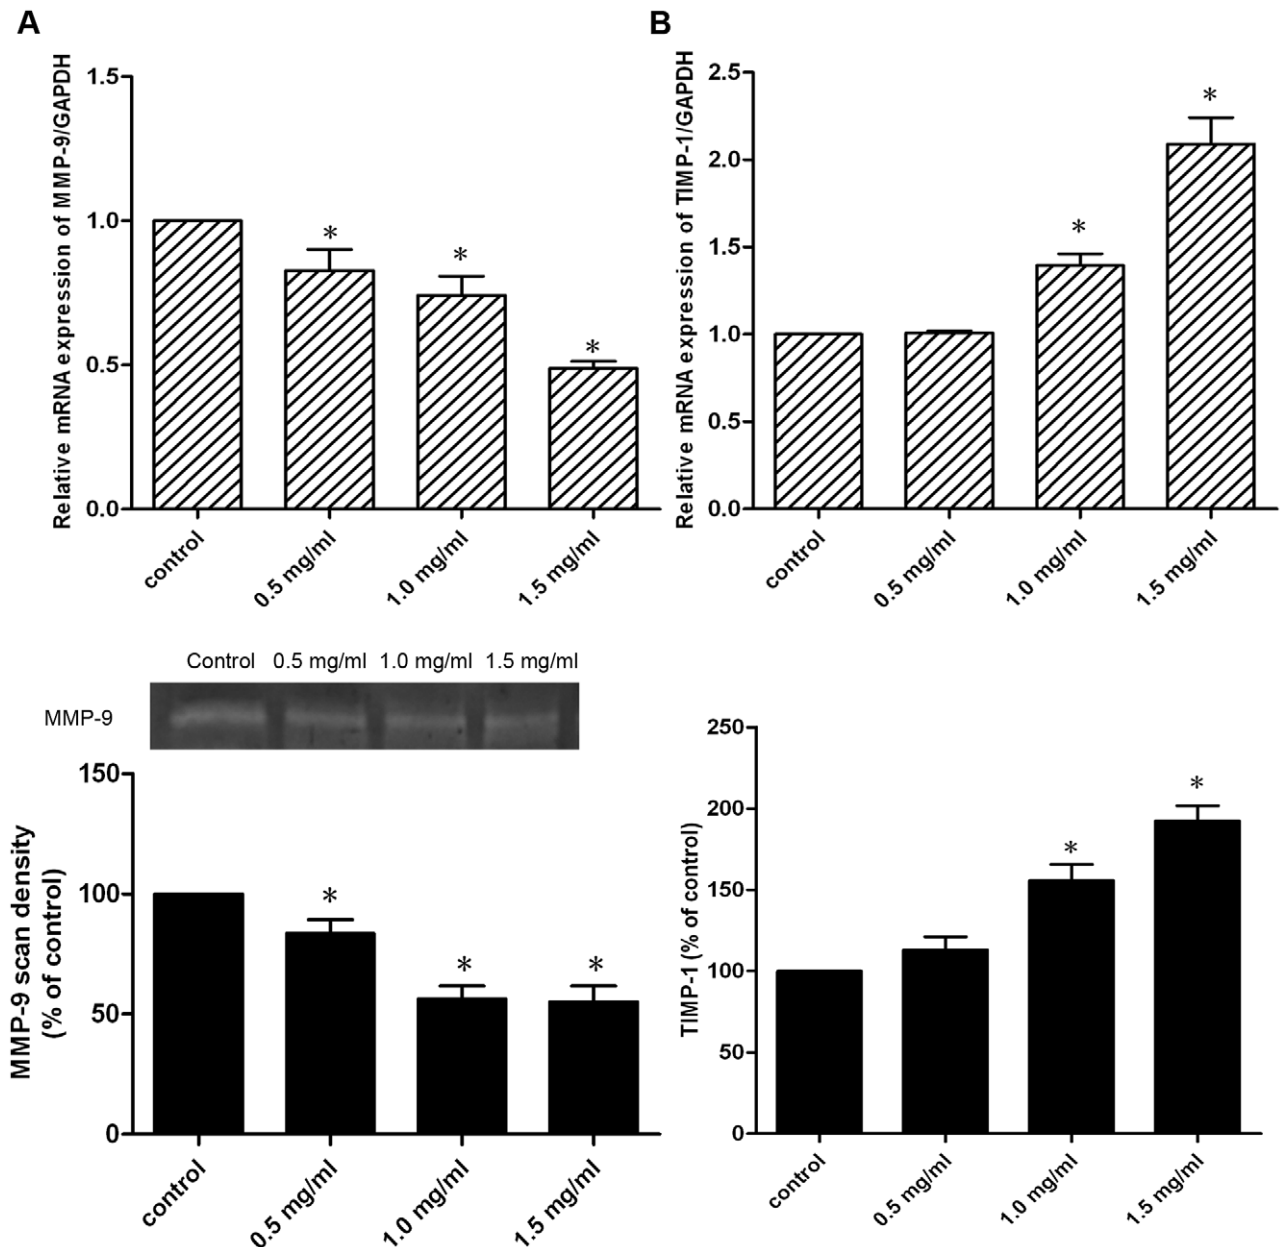 A
Relative mRNA expression of MMP-9/GAPDH
1.5
1.0
0.5
0.0
*
*
*
control
0.5 mg/ml
1.0 mg/ml
1.5 mg/ml
B
Relative mRNA expression of TIMP-1/GAPDH
2.5
2.0
1.5
1.0
0.5
0.0
*
*
control
0.5 mg/ml
1.0 mg/ml
1.5 mg/ml
Control 0.5 mg/ml 1.0 mg/ml 1.5 mg/ml
MMP-9
MMP-9 scan density
(% of control)
150
100
50
0
*
*
*
control
0.5 mg/ml
1.0 mg/ml
1.5 mg/ml
TIMP-1 (% of control)
250
200
150
100
50
0
*
*
control
0.5 mg/ml
1.0 mg/ml
1.5 mg/ml